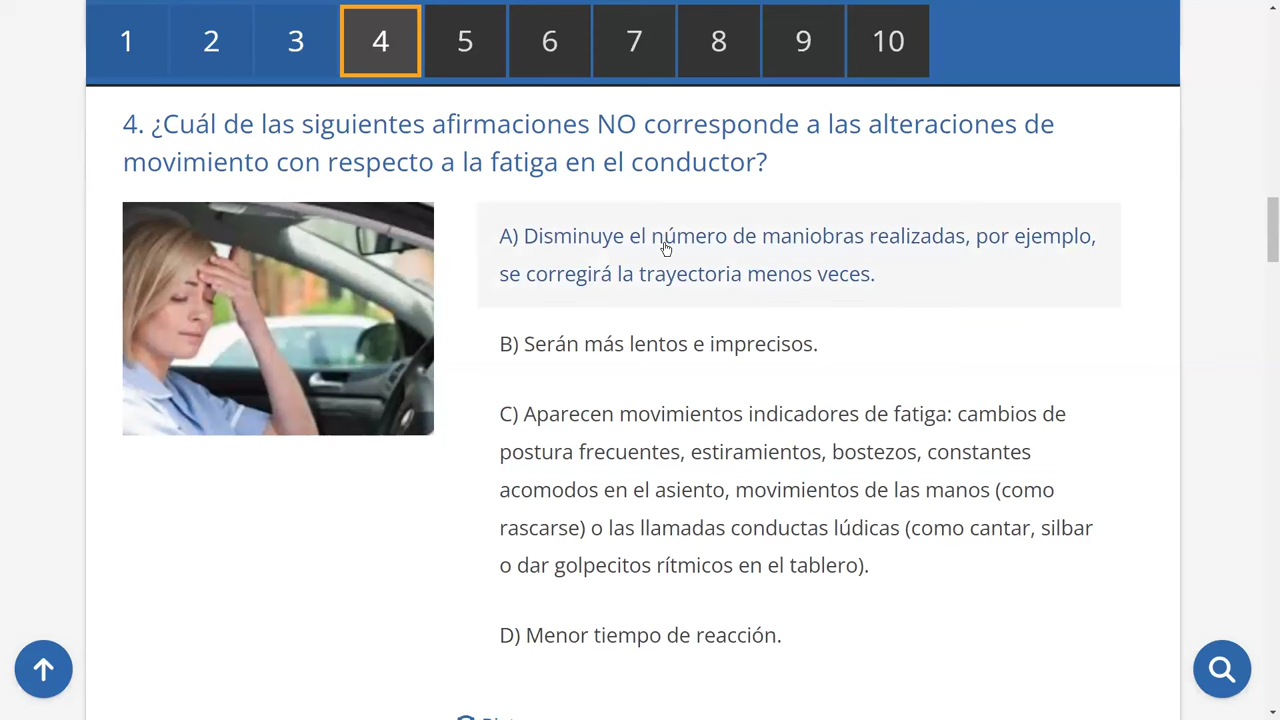 1 2 3 4 5 6 7 8 9 10
4. ¿Cuál de las siguientes afirmaciones NO corresponde a las alteraciones de
movimiento con respecto a la fatiga en el conductor?
A) Disminuye el número de maniobras realizadas, por ejemplo,
se corregirá la trayectoria menos veces.
B) Serán más lentos e imprecisos.
C) Aparecen movimientos indicadores de fatiga: cambios de
postura frecuentes, estiramientos, bostezos, constantes
acomodos en el asiento, movimientos de las manos (como
rascarse) o las llamadas conductas lúdicas (como cantar, silbar
o dar golpecitos rítmicos en el tablero).
D) Menor tiempo de reacción.